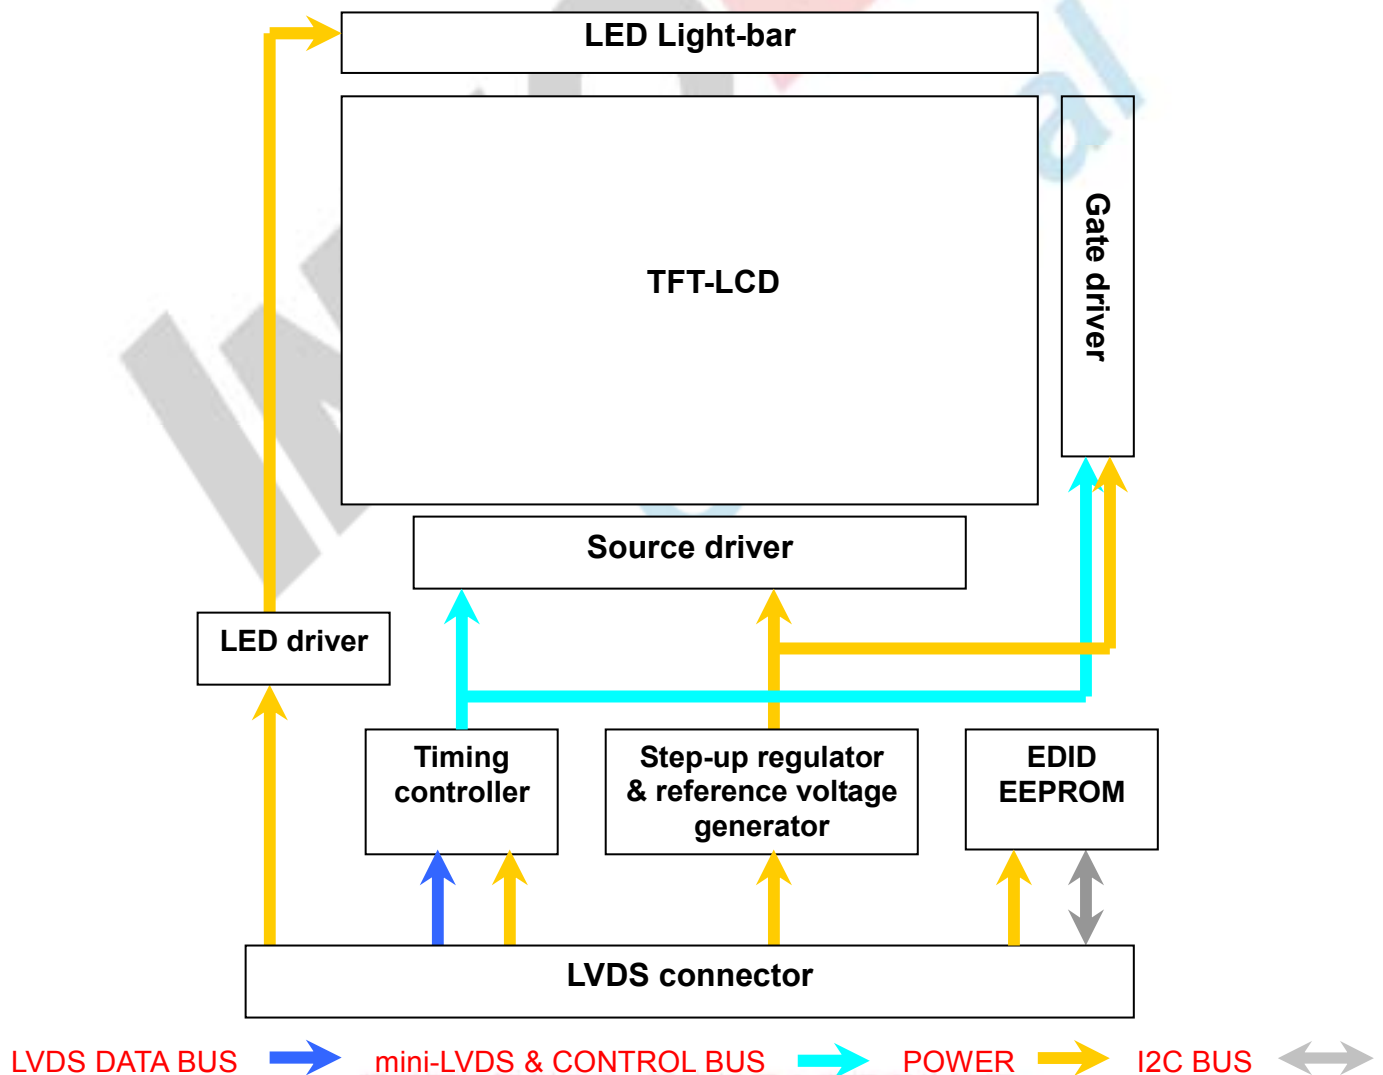 LED Light-bar
TFT-LCD
Gate driver
Source driver
LED driver
Timing
controller
Step-up regulator
& reference voltage
generator
EDID
EEPROM
LVDS connector
LVDS DATA BUS mini-LVDS & CONTROL BUS POWER I2C BUS